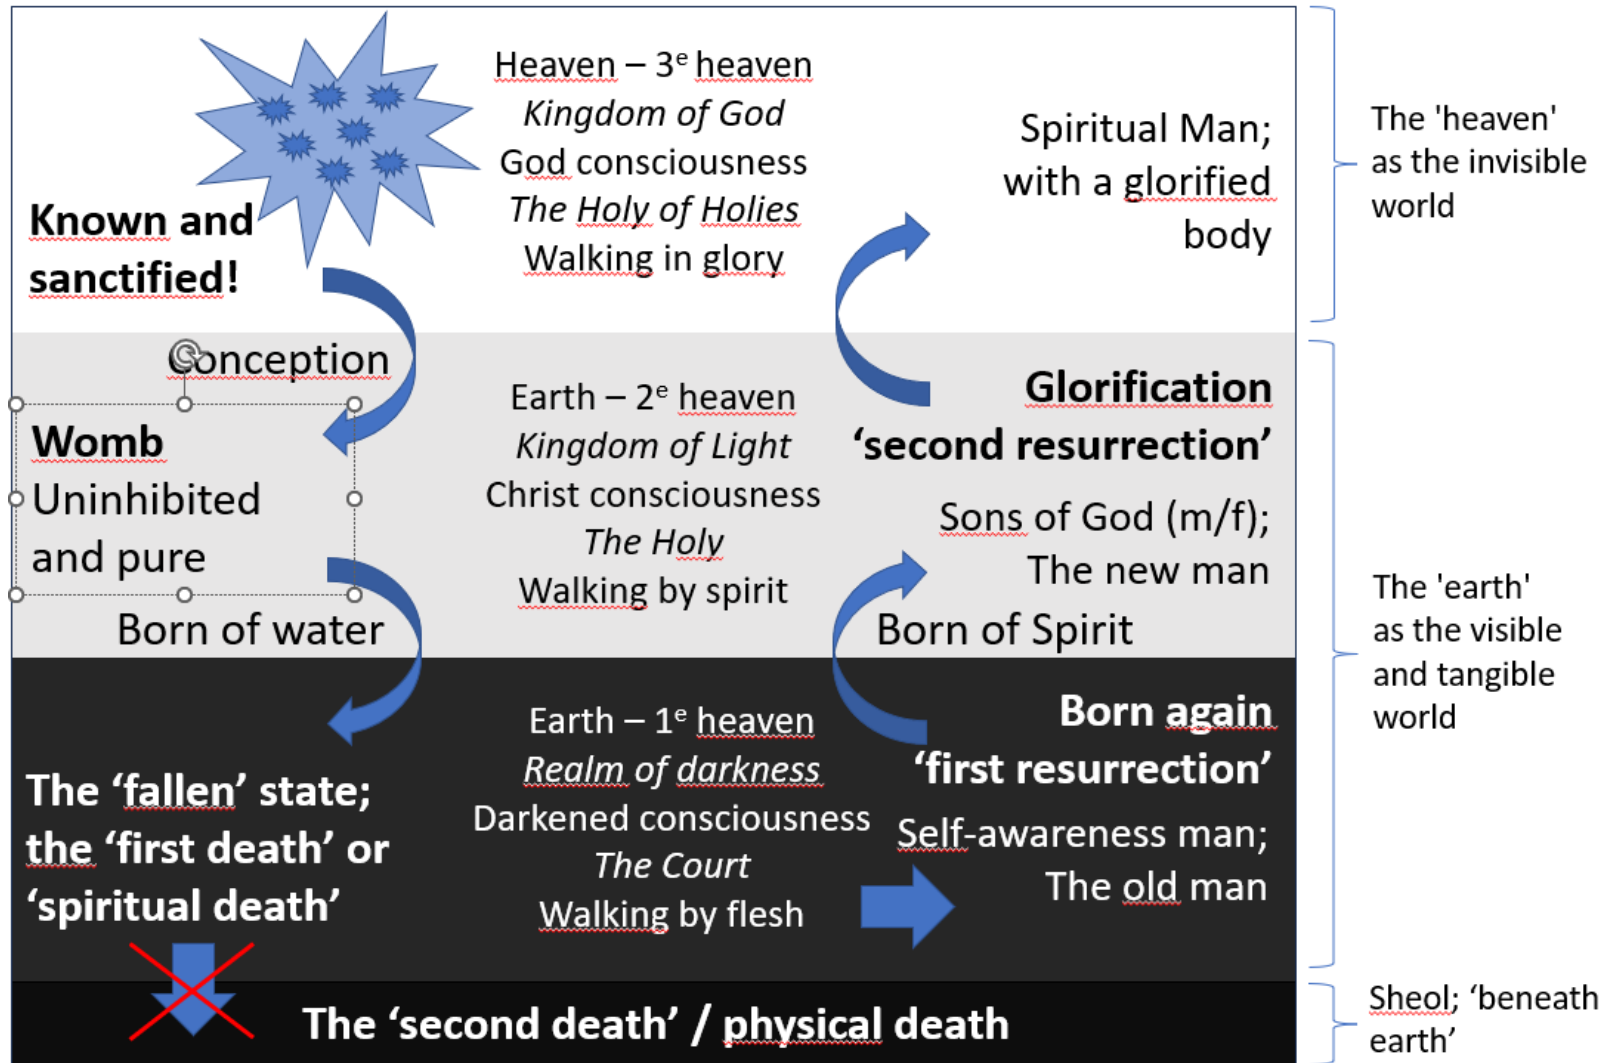 Known and
sanctified!
Heaven – 3e heaven
Kingdom of God
God consciousness
The Holy of Holies
Walking in glory
Spiritual Man;
with a glorified
body
The 'heaven'
as the invisible
world
Conception
Womb
Uninhibited
and pure
Born of water
Earth – 2e heaven
Kingdom of Light
Christ consciousness
The Holy
Walking by spirit
Glorification
‘second resurrection’
Sons of God (m/f);
The new man
Born of Spirit
The 'earth'
as the visible
and tangible
world
The ‘fallen’ state;
the ‘first death’ or
‘spiritual death’
Earth – 1e heaven
Realm of darkness
Darkened consciousness
The Court
Walking by flesh
Born again
‘first resurrection’
Self-awareness man;
The old man
The ‘second death’ / physical death
Sheol; ‘beneath
earth’